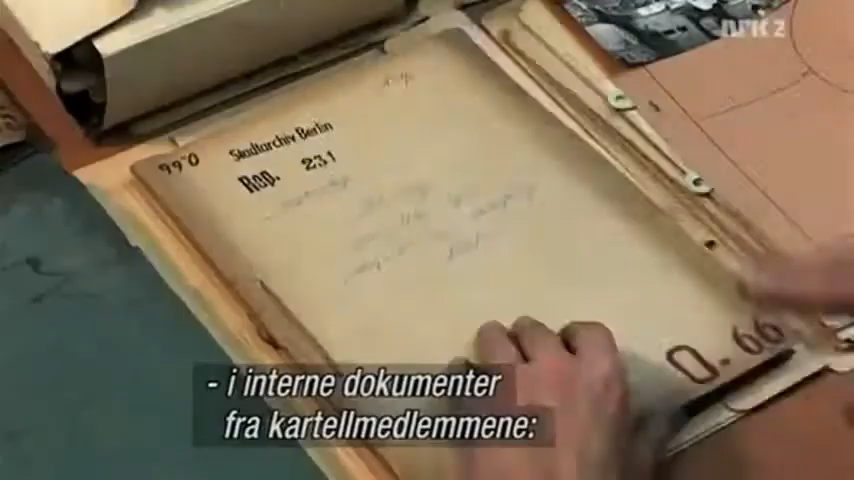 NRK 2
990
Stadtarchiv Berlin
Rep. 231
0.66
- i interne dokumenter
fra kartellmedlemmene: